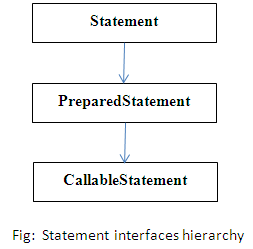 Statement
PreparedStatement
CallableStatement
Fig: Statement interfaces hierarchy